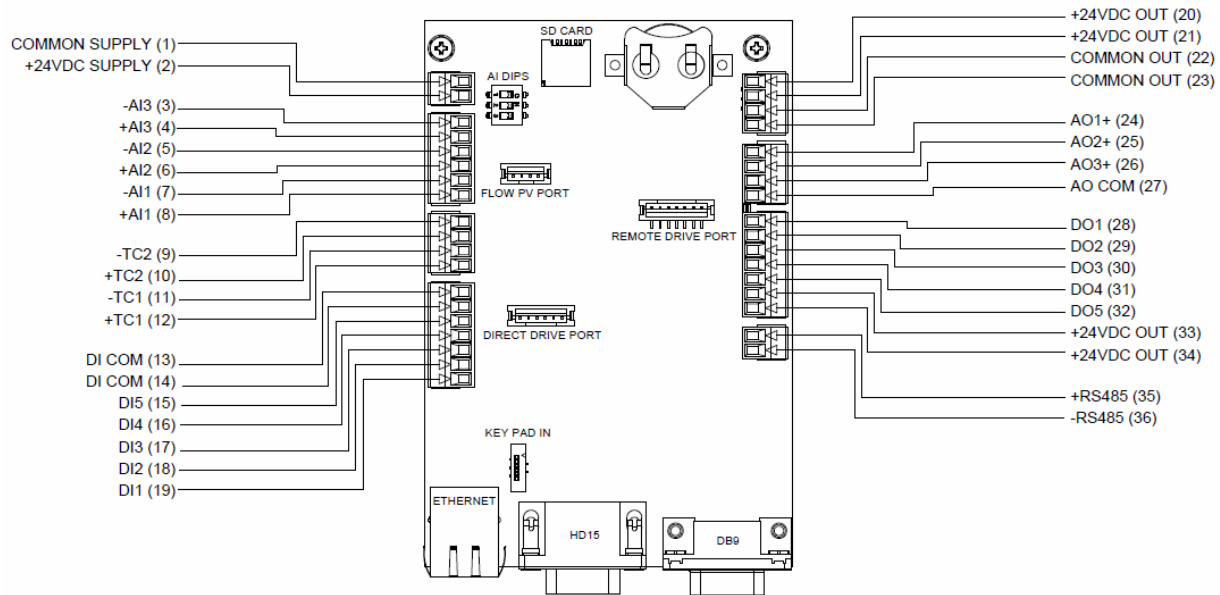 COMMON SUPPLY (1)
+24VDC SUPPLY (2)
-AI3 (3)
+AI3 (4)
-AI2 (5)
+AI2 (6)
-AI1 (7)
+AI1 (8)
-TC2 (9)
+TC2 (10)
-TC1 (11)
+TC1 (12)
DI COM (13)
DI COM (14)
DI5 (15)
DI4 (16)
DI3 (17)
DI2 (18)
DI1 (19)
SD CARD
AI DIPS
FLOW PV PORT
REMOTE DRIVE PORT
DIRECT DRIVE PORT
KEY PAD IN
ETHERNET
HD15
DB9
+24VDC OUT (20)
+24VDC OUT (21)
COMMON OUT (22)
COMMON OUT (23)
AO1+ (24)
AO2+ (25)
AO3+ (26)
AO COM (27)
DO1 (28)
DO2 (29)
DO3 (30)
DO4 (31)
DO5 (32)
+24VDC OUT (33)
+24VDC OUT (34)
+RS485 (35)
-RS485 (36)